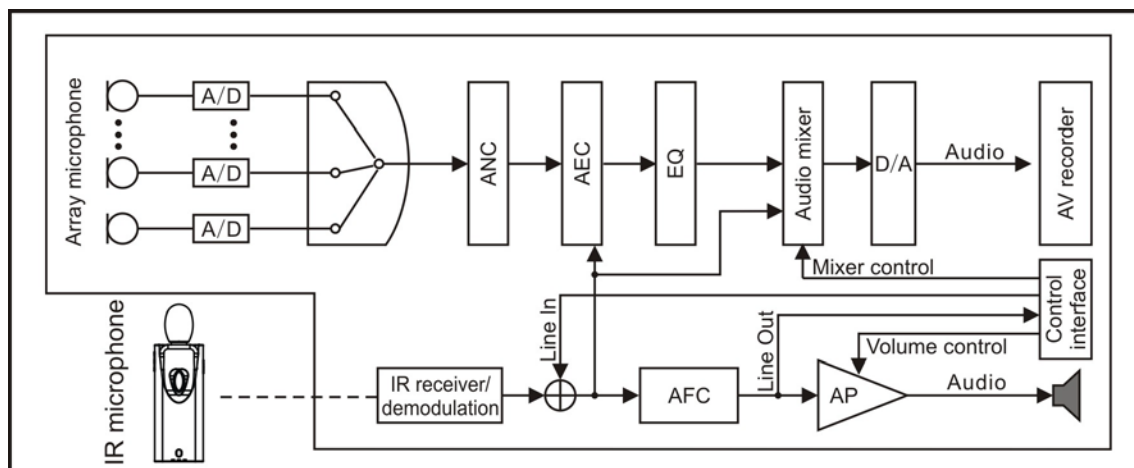 Array microphone
A/D
A/D
A/D
ANC
AEC
EQ
Audio mixer
D/A
Audio
AV recorder
Mixer control
Control
interface
Line In
Line Out
Volume control
IR microphone
IR receiver/
demodulation
AFC
AP
Audio